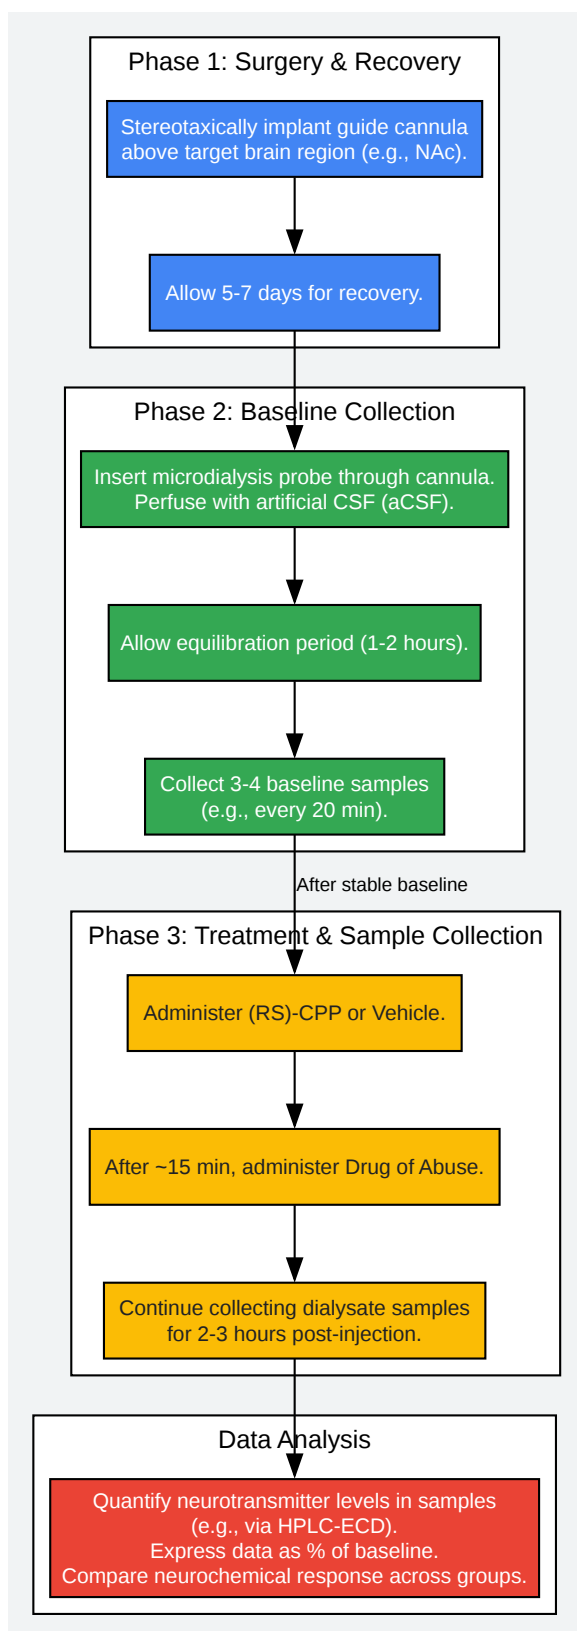 Phase 1: Surgery & Recovery
Stereotaxically implant guide cannula
above target brain region (e.g., NAc).
Allow 5-7 days for recovery.
Phase 2: Baseline Collection
Insert microdialysis probe through cannula.
Perfuse with artificial CSF (aCSF).
Allow equilibration period (1-2 hours).
Collect 3-4 baseline samples
(e.g., every 20 min).
After stable baseline
Phase 3: Treatment & Sample Collection
Administer (RS)-CPP or Vehicle.
After ~15 min, administer Drug of Abuse.
Continue collecting dialysate samples
for 2-3 hours post-injection.
Data Analysis
Quantify neurotransmitter levels in samples
(e.g., via HPLC-ECD).
Express data as % of baseline.
Compare neurochemical response across groups.